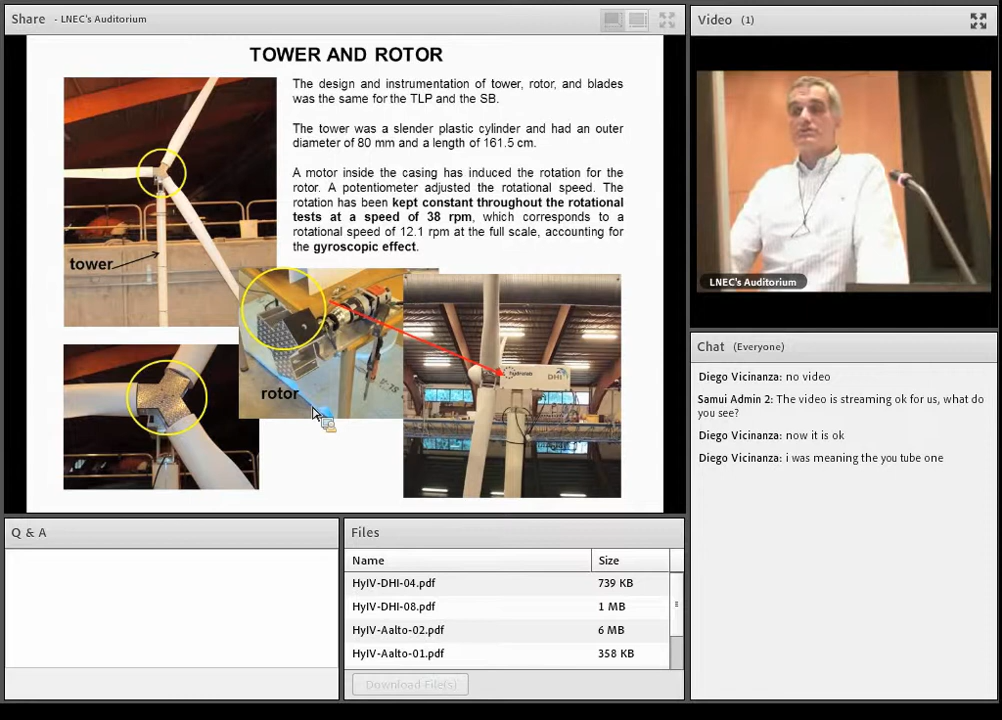 Share - LNEC's Auditorium
TOWER AND ROTOR
The design and instrumentation of tower, rotor, and blades
was the same for the TLP and the SB.
The tower was a slender plastic cylinder and had an outer
diameter of 80 mm and a length of 161.5 cm.
A motor inside the casing has induced the rotation for the
rotor. A potentiometer adjusted the rotational speed. The
rotation has been kept constant throughout the rotational
tests at a speed of 38 rpm, which corresponds to a
rotational speed of 12.1 rpm at the full scale, accounting for
the gyroscopic effect.
tower
rotor
DHI
Video (1)
LNEC's Auditorium
Chat (Everyone)
Diego Vicinanza: no video
Samui Admin 2: The video is streaming ok for us, what do
you see?
Diego Vicinanza: now it is ok
Diego Vicinanza: i was meaning the you tube one
Q & A
Files
Name Size
HyIV-DHI-04.pdf 739 KB
HyIV-DHI-08.pdf 1 MB
HyIV-Aalto-02.pdf 6 MB
HyIV-Aalto-01.pdf 358 KB
Download File(s)